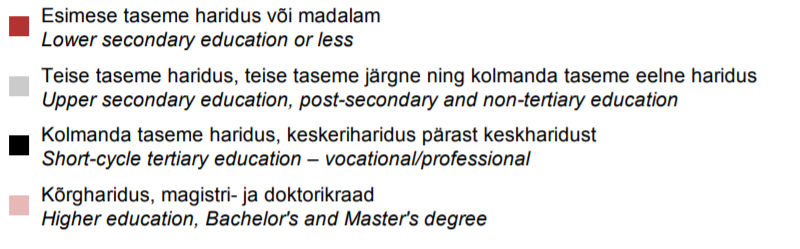 Esimese taseme haridus või madalam
Lower secondary education or less
Teise taseme haridus, teise taseme järgne ning kolmanda taseme eelne haridus
Upper secondary education, post-secondary and non-tertiary education
Kolmanda taseme haridus, keskeriharidus pärast keskharidust
Short-cycle tertiary education – vocational/professional
Kõrgharidus, magistri- ja doktorikraad
Higher education, Bachelor's and Master's degree